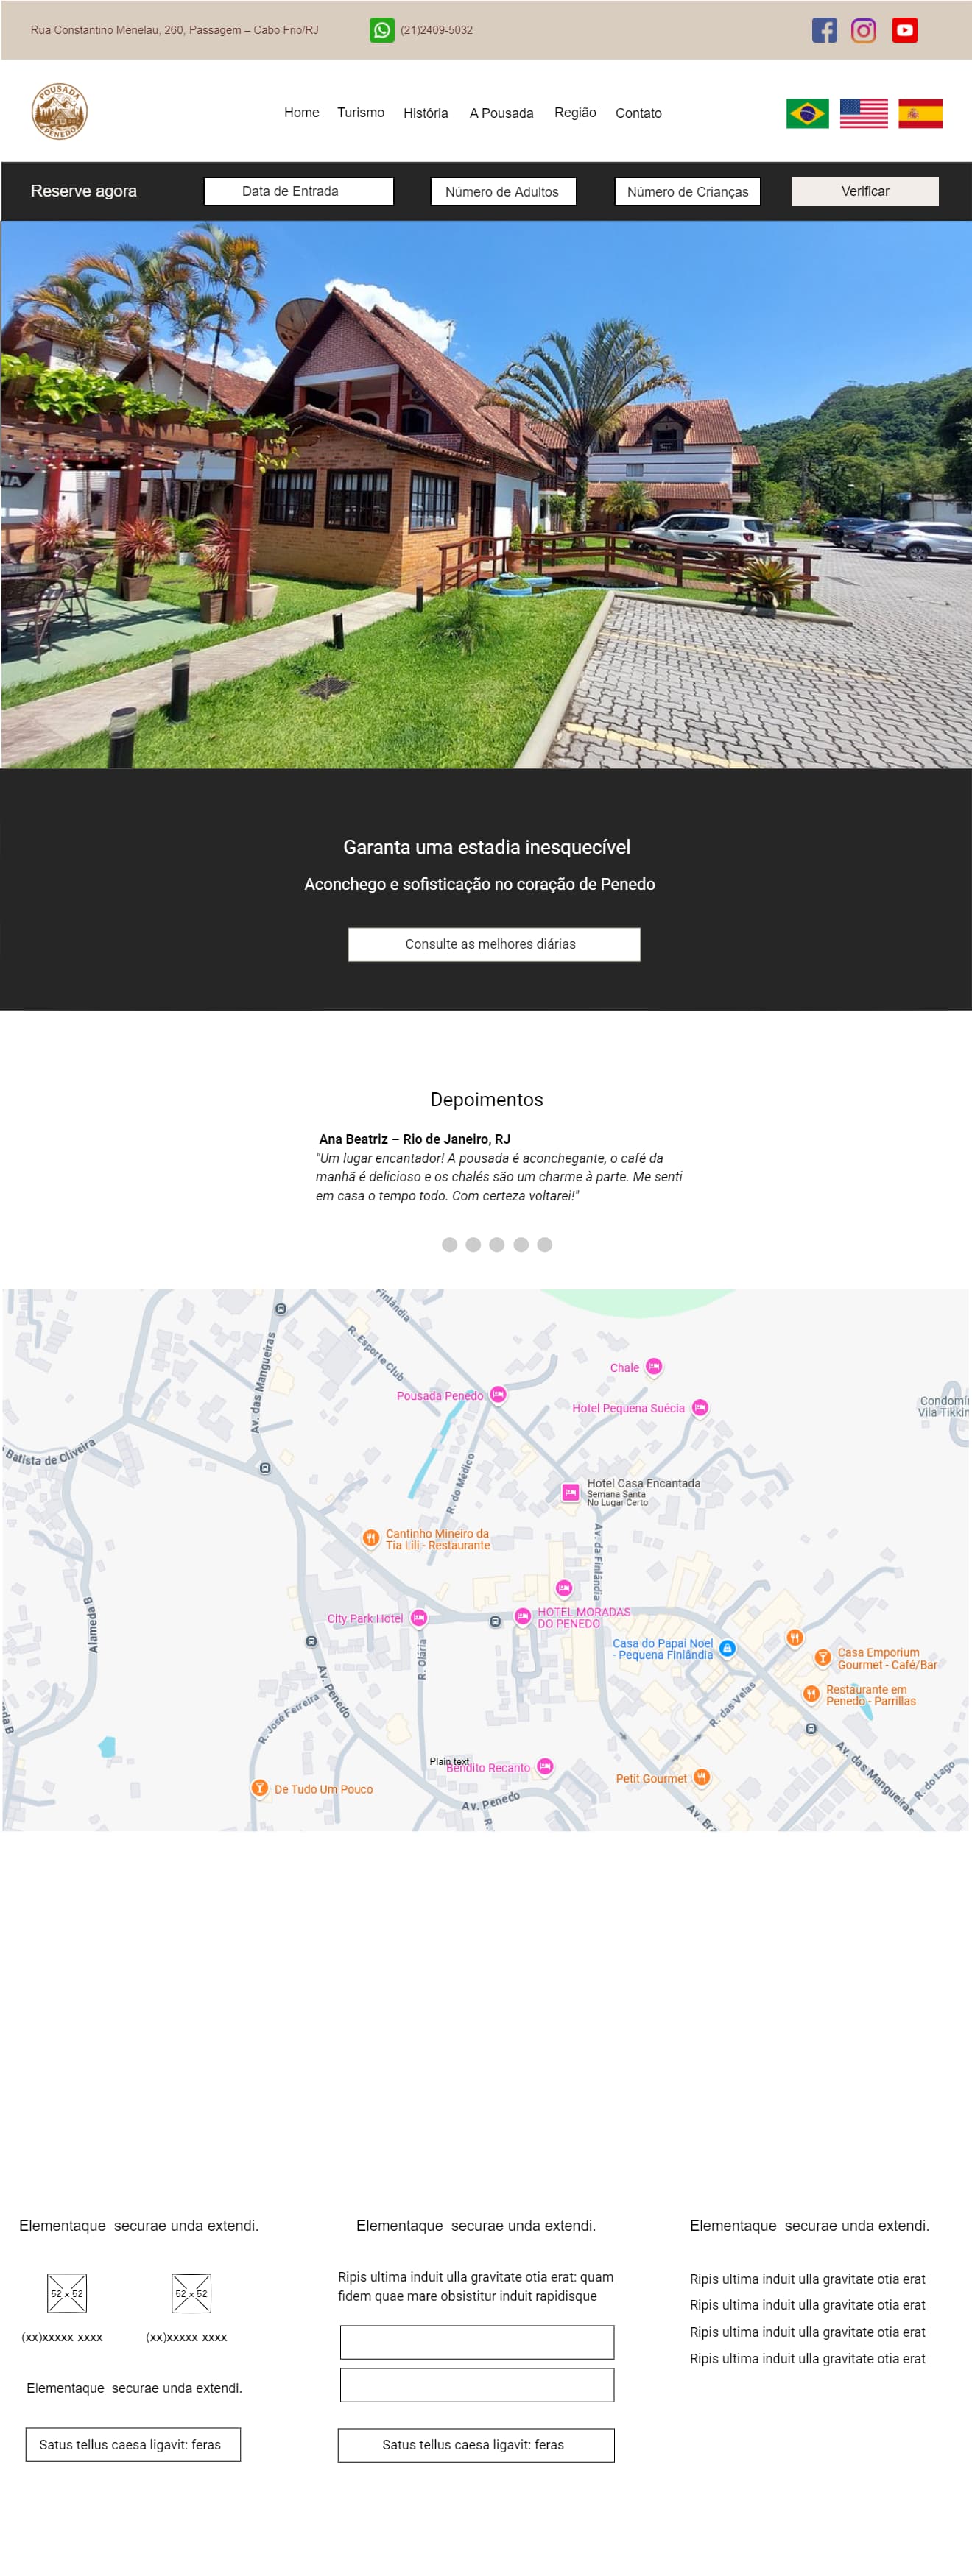 Rua Constantino Menelau, 260, Passagem – Cabo Frio/RJ
(21)2409-5032
POUSADA
PENEDO
Home Turismo História A Pousada Região Contato
Reserve agora
Data de Entrada
Número de Adultos
Número de Crianças
Verificar
IA
Garanta uma estadia inesquecível
Aconchego e sofisticação no coração de Penedo
Consulte as melhores diárias
Depoimentos
Ana Beatriz – Rio de Janeiro, RJ
"Um lugar encantador! A pousada é aconchegante, o café da
manhã é delicioso e os chalés são um charme à parte. Me senti
em casa o tempo todo. Com certeza voltarei!"
Finlândia
R. Esporte Club
Av. das Mangueiras
Chale
Pousada Penedo
Hotel Pequena Suécia
Condomí
Vila Tikkin
Batista de Oliveira
R. do Médico
Hotel Casa Encantada
Semana Santa
No Lugar Certo
Cantinho Mineiro da
Tia Lili - Restaurante
Av. da Finlândia
Alameda B
City Park Hotel
HOTEL MORADAS
DO PENEDO
Casa do Papai Noel
- Pequena Finlândia
Casa Emporium
Gourmet - Café/Bar
R. Olária
Av. Penedo
Restaurante em
Penedo - Parrillas
R. José Ferreira
R. das Velas
da B
Plain text
Bendito Recanto
Petit Gourmet
De Tudo Um Pouco
Av. das Mangueiras
R. do Lago
Av. Penedo
R.
Av. Bra
Elementaque securae unda extendi.
52 × 52
52 × 52
(xx)xxxxx-xxxx
(xx)xxxxx-xxxx
Elementaque securae unda extendi.
Satus tellus caesa ligavit: feras
Elementaque securae unda extendi.
Ripis ultima induit ulla gravitate otia erat: quam
fidem quae mare obsistitur induit rapidisque
Satus tellus caesa ligavit: feras
Elementaque securae unda extendi.
Ripis ultima induit ulla gravitate otia erat
Ripis ultima induit ulla gravitate otia erat
Ripis ultima induit ulla gravitate otia erat
Ripis ultima induit ulla gravitate otia erat